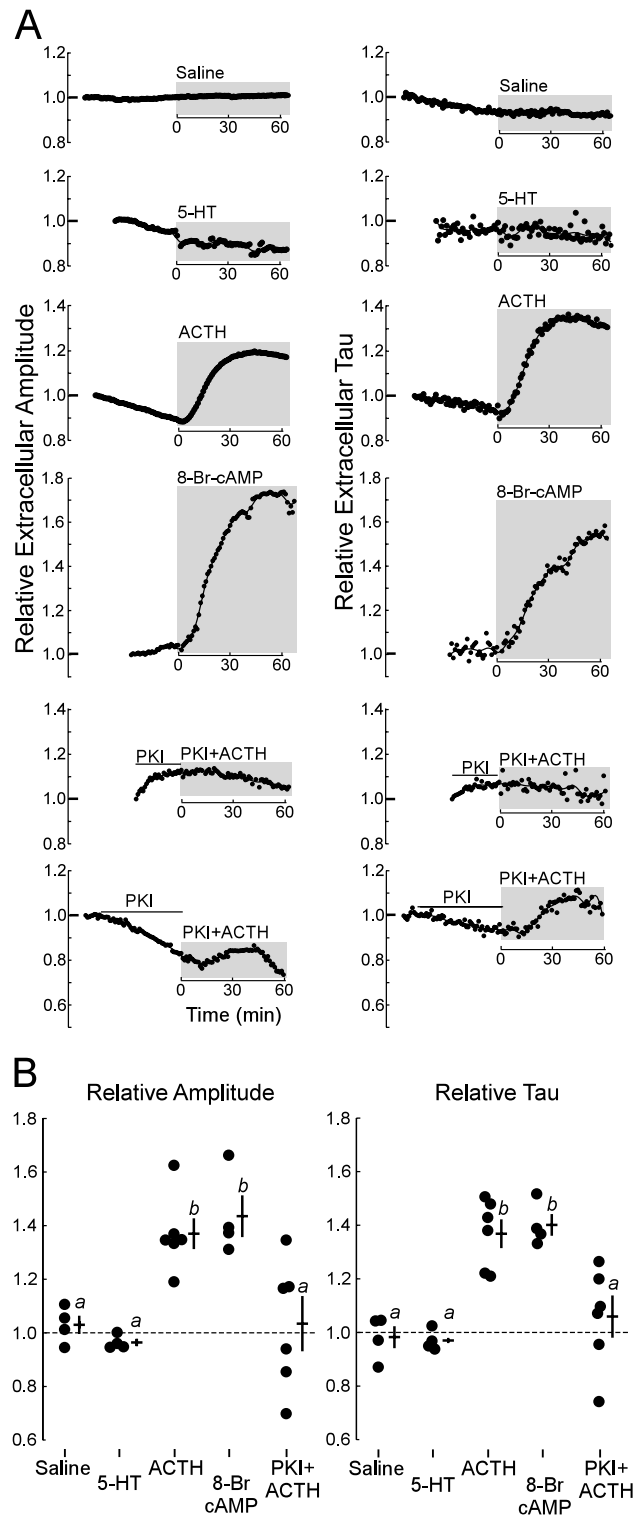 A
Relative Extracellular Amplitude
Relative Extracellular Tau
1.2
1.0
0.8
Saline
0 30 60
1.2
1.0
0.8
Saline
0 30 60
1.2
1.0
0.8
5-HT
0 30 60
1.2
1.0
0.8
5-HT
0 30 60
1.4
1.2
1.0
0.8
ACTH
0 30 60
1.4
1.2
1.0
0.8
ACTH
0 30 60
1.8
1.6
1.4
1.2
1.0
8-Br-cAMP
0 30 60
1.8
1.6
1.4
1.2
1.0
8-Br-cAMP
0 30 60
1.4
1.2
1.0
0.8
PKI PKI+ACTH
0 30 60
1.4
1.2
1.0
0.8
PKI PKI+ACTH
0 30 60
1.2
1.0
0.8
0.6
PKI
PKI+ACTH
0 30 60
Time (min)
1.2
1.0
0.8
0.6
PKI
PKI+ACTH
0 30 60
B
Relative Amplitude
1.8
1.6
1.4
1.2
1.0
0.8
0.6
a
a
b
b
a
Saline
5-HT
ACTH
8-Br
cAMP
PKI+
ACTH
Relative Tau
1.8
1.6
1.4
1.2
1.0
0.8
0.6
a
a
b
b
a
Saline
5-HT
ACTH
8-Br
cAMP
PKI+
ACTH